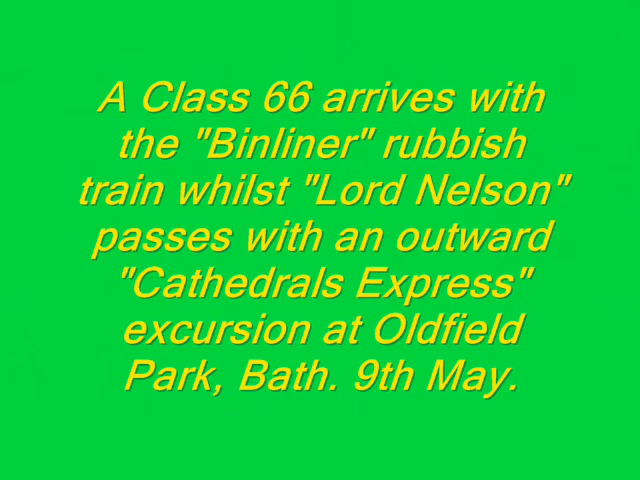 A Class 66 arrives with
the "Binliner" rubbish
train whilst "Lord Nelson"
passes with an outward
"Cathedrals Express"
excursion at Oldfield
Park, Bath. 9th May.